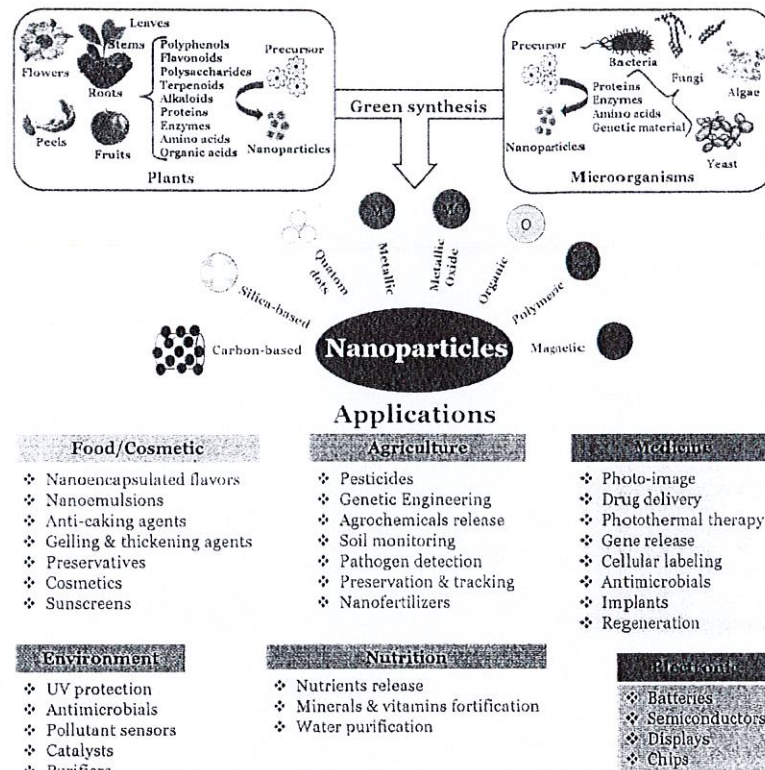 Leaves
Stems
Flowers
Roots
Peels
Fruits
Polyphenols
Flavonoids
Polysaccharides
Terpenoids
Alkaloids
Proteins
Enzymes
Amino acids
Organic acids
Precursor
Nanoparticles
Plants
Green synthesis
Precursor
Nanoparticles
Bacteria
Fungi
Algae
Proteins
Enzymes
Amino acids
Genetic material
Yeast
Microorganisms
Carbon-based
Silica-based
Quatom
dots
Metallic
M
Metallic
Oxide
Organic
O
Polymeric
Magnetic
Nanoparticles
Applications
Food/Cosmetic
Nanoencapsulated flavors
Nanoemulsions
Anti-caking agents
Gelling & thickening agents
Preservatives
Cosmetics
Sunscreens
Agriculture
Pesticides
Genetic Engineering
Agrochemicals release
Soil monitoring
Pathogen detection
Preservation & tracking
Nanofertilizers
Medicine
Photo-image
Drug delivery
Photothermal therapy
Gene release
Cellular labeling
Antimicrobials
Implants
Regeneration
Environment
UV protection
Antimicrobials
Pollutant sensors
Catalysts
Purifiers
Nutrition
Nutrients release
Minerals & vitamins fortification
Water purification
Electronic
Batteries
Semiconductors
Displays
Chips